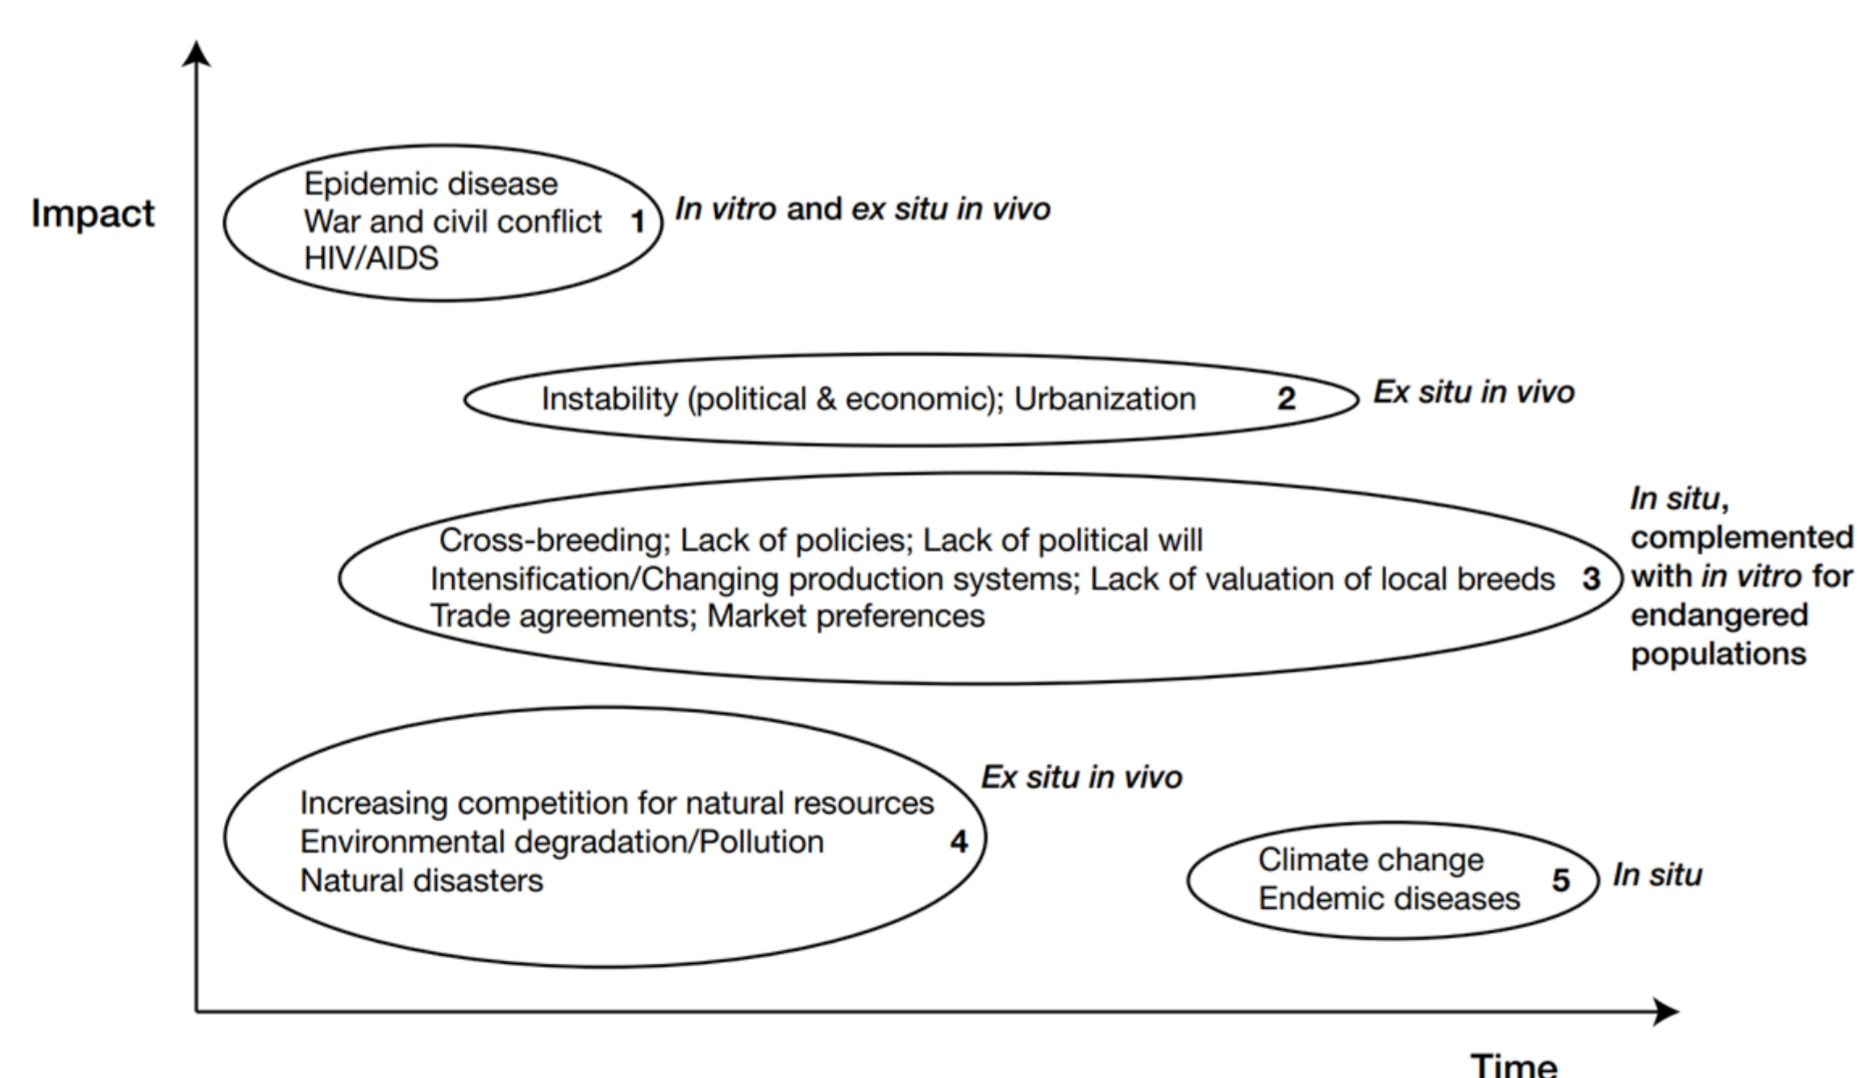 Impact
Epidemic disease
War and civil conflict 1
HIV/AIDS
In vitro and ex situ in vivo
Instability (political & economic); Urbanization 2
Ex situ in vivo
Cross-breeding; Lack of policies; Lack of political will
Intensification/Changing production systems; Lack of valuation of local breeds 3
Trade agreements; Market preferences
In situ,
complemented
with in vitro for
endangered
populations
Increasing competition for natural resources
Environmental degradation/Pollution 4
Natural disasters
Ex situ in vivo
Climate change
Endemic diseases 5
In situ
Time